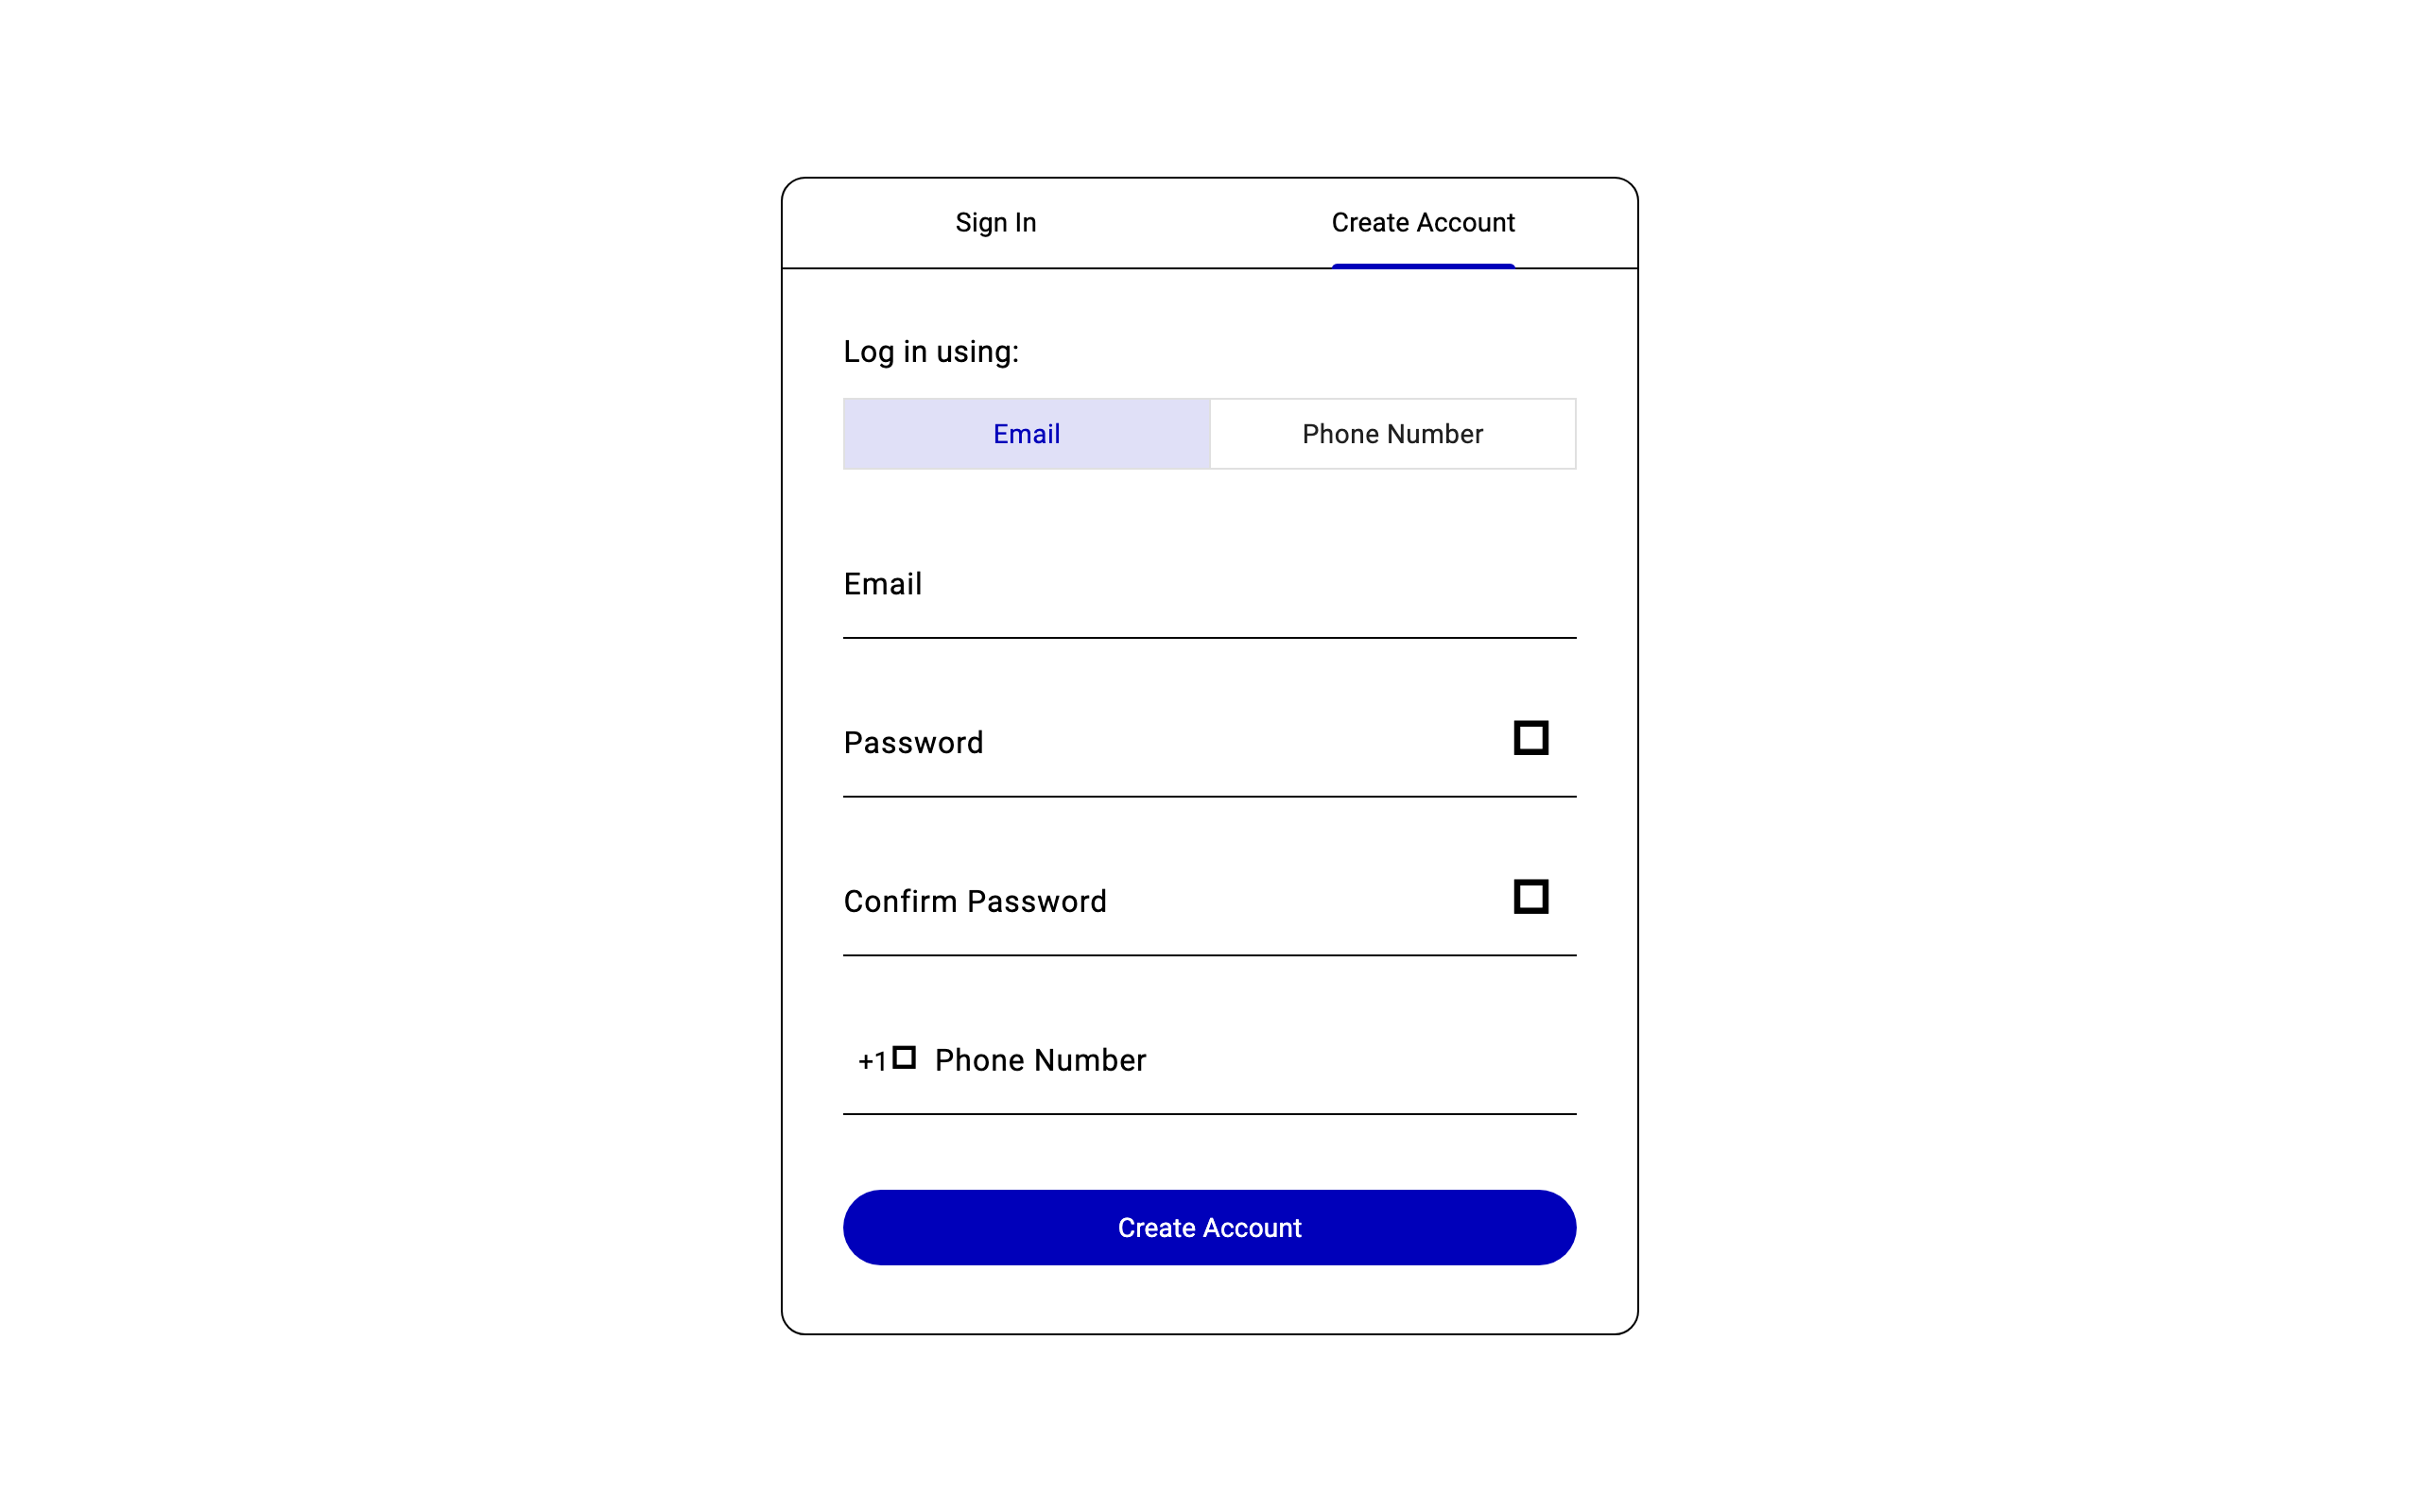 Sign In Create Account
Log in using:
Email Phone Number
Email
Password
Confirm Password
+1 Phone Number
Create Account